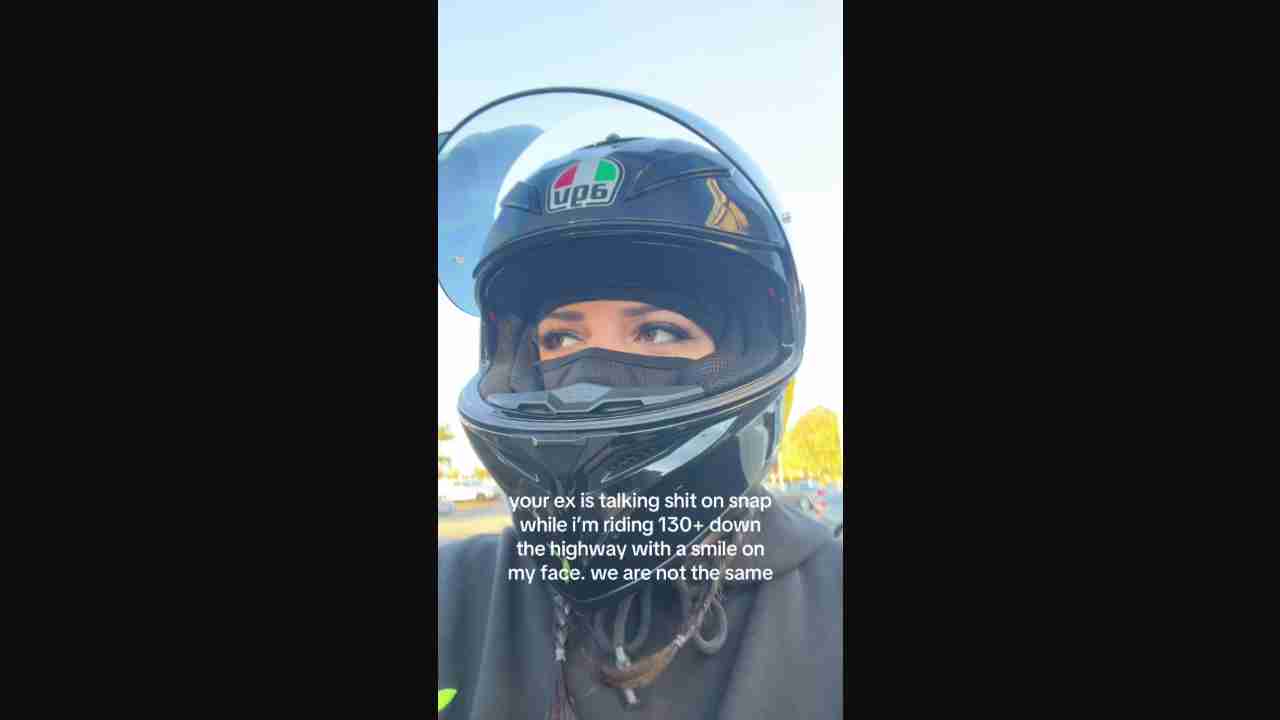 your ex is talking shit on snap
while i'm riding 130+ down
the highway with a smile on
my face. we are not the same